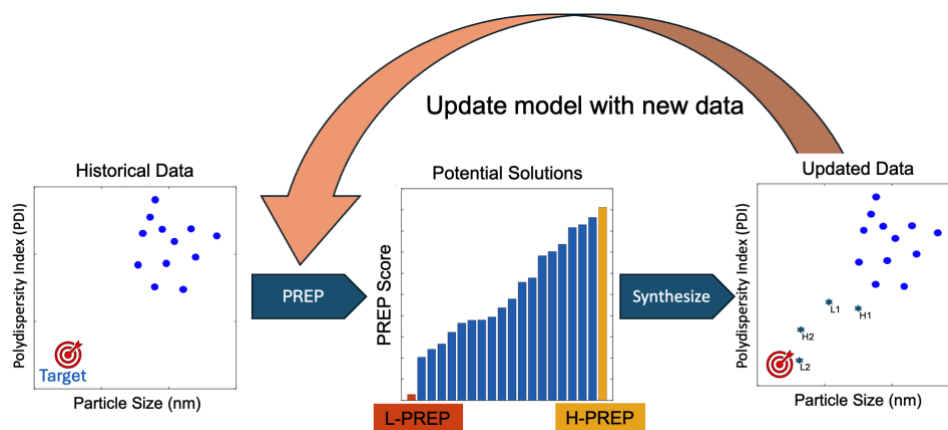 Update model with new data
Historical Data
Polydispersity Index (PDI)
Target
Particle Size (nm)
PREP
Potential Solutions
PREP Score
L-PREP
H-PREP
Synthesize
Updated Data
Polydispersity Index (PDI)
L1
H1
H2
L2
Particle Size (nm)